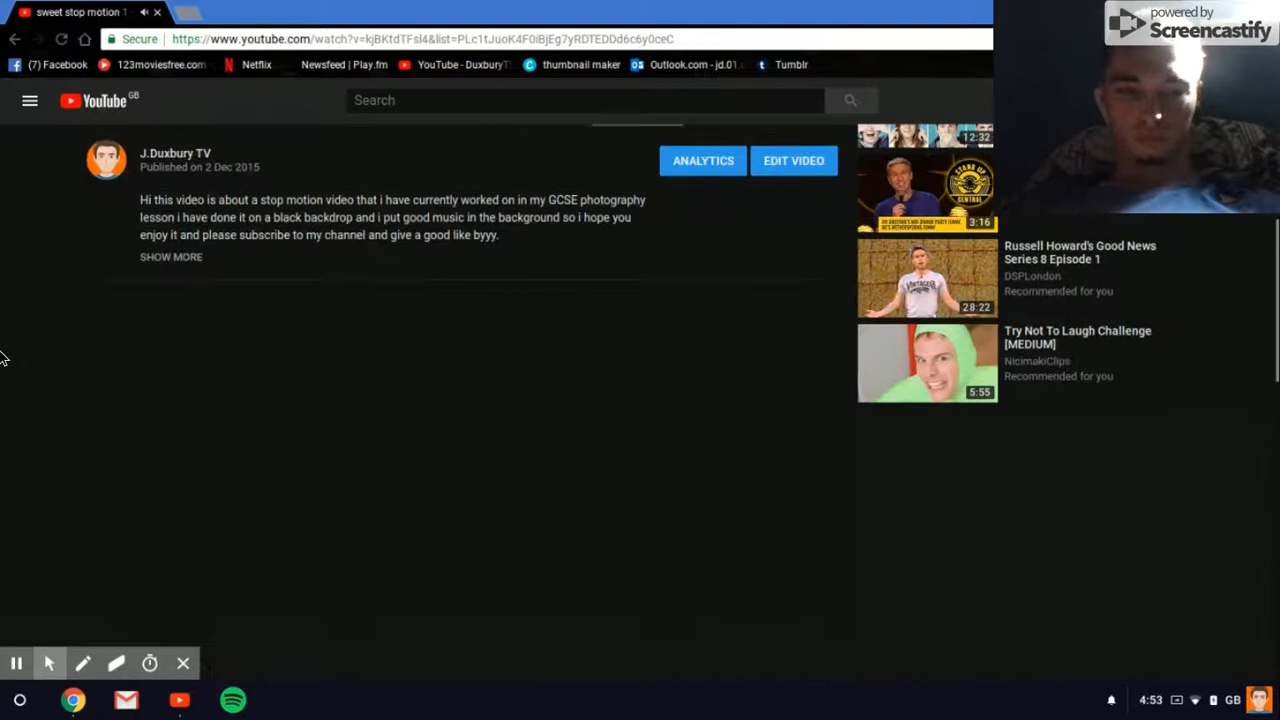 sweet stop motion 1
powered by
Screencastify
Secure
https://www.youtube.com/watch?v=kjBKtdTFsl4&list=PLc1tJuoK4F0iBjEg7yRDTEDDd6c6y0ceC
(7) Facebook
123moviesfree.com
Netflix
Newsfeed | Play.fm
YouTube - Duxbury
thumbnail maker
Outlook.com - jd.01.
Tumblr
YouTube GB
Search
12:32
J.Duxbury TV
Published on 2 Dec 2015
ANALYTICS
EDIT VIDEO
Hi this video is about a stop motion video that i have currently worked on in my GCSE photography
lesson i have done it on a black backdrop and i put good music in the background so i hope you
enjoy it and please subscribe to my channel and give a good like byyy.
SHOW MORE
STAND UP
CENTRAL
3:16
VINTAGE
28:22
Russell Howard's Good News
Series 8 Episode 1
DSPLondon
Recommended for you
5:55
Try Not To Laugh Challenge
[MEDIUM]
NicimakiClips
Recommended for you
4:53
GB